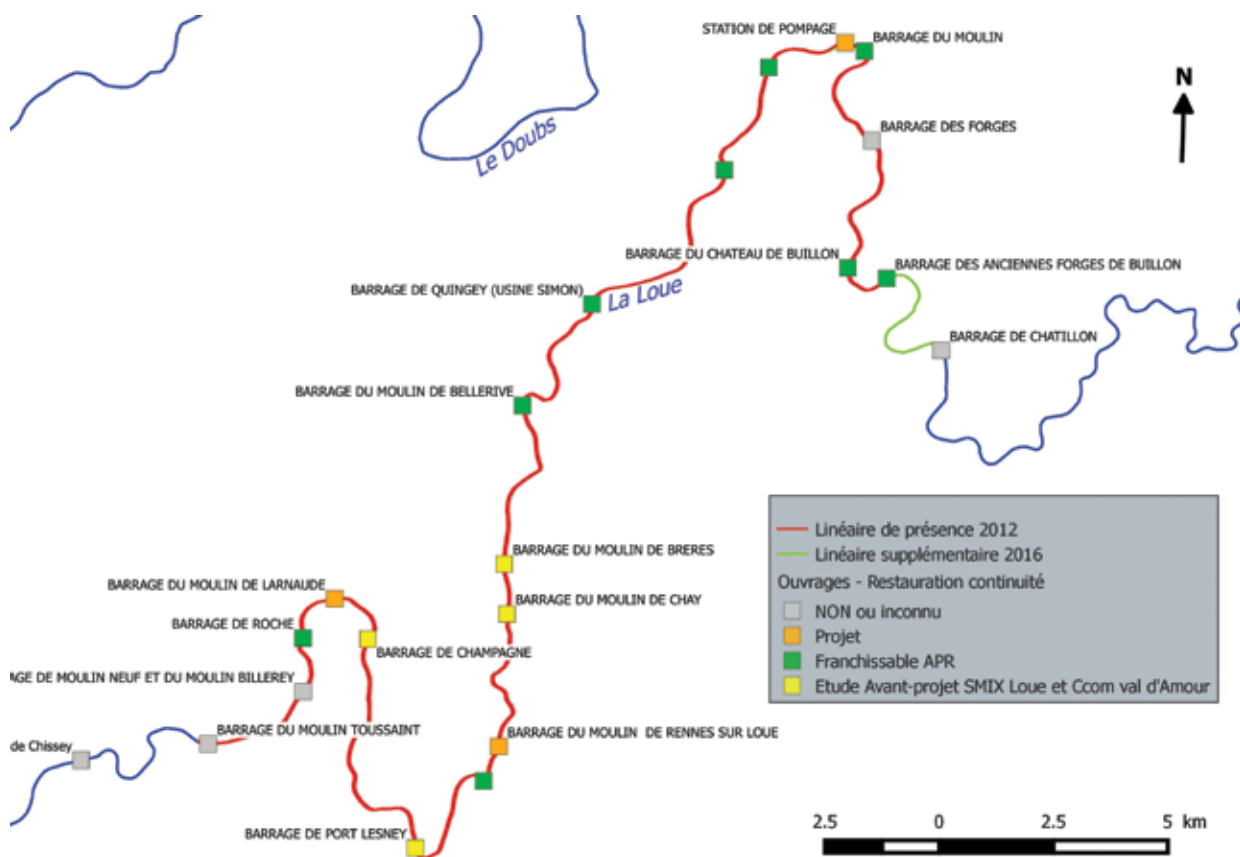 STATION DE POMPAGE
BARRAGE DU MOULIN
N
BARRAGE DES FORGES
Le Doubs
BARRAGE DU CHATEAU DE BUILLON
BARRAGE DES ANCIENNES FORGES DE BUILLON
BARRAGE DE QUINGEY (USINE SIMON)
La Loue
BARRAGE DE CHATILLON
BARRAGE DU MOULIN DE BELLERIVE
Linéaire de présence 2012
Linéaire supplémentaire 2016
Ouvrages - Restauration continuité
NON ou inconnu
Projet
Franchissable APR
Etude Avant-projet SMIX Loue et Ccom val d'Amour
BARRAGE DU MOULIN DE BRERES
BARRAGE DU MOULIN DE CHAY
BARRAGE DU MOULIN DE LARNAUDE
BARRAGE DE ROCHE
BARRAGE DE CHAMPAGNE
AGE DE MOULIN NEUF ET DU MOULIN BILLEREY
BARRAGE DU MOULIN TOUSSAINT
de Chissey
BARRAGE DU MOULIN DE RENNES SUR LOUE
BARRAGE DE PORT LESNEY
2.5 0 2.5 5 km